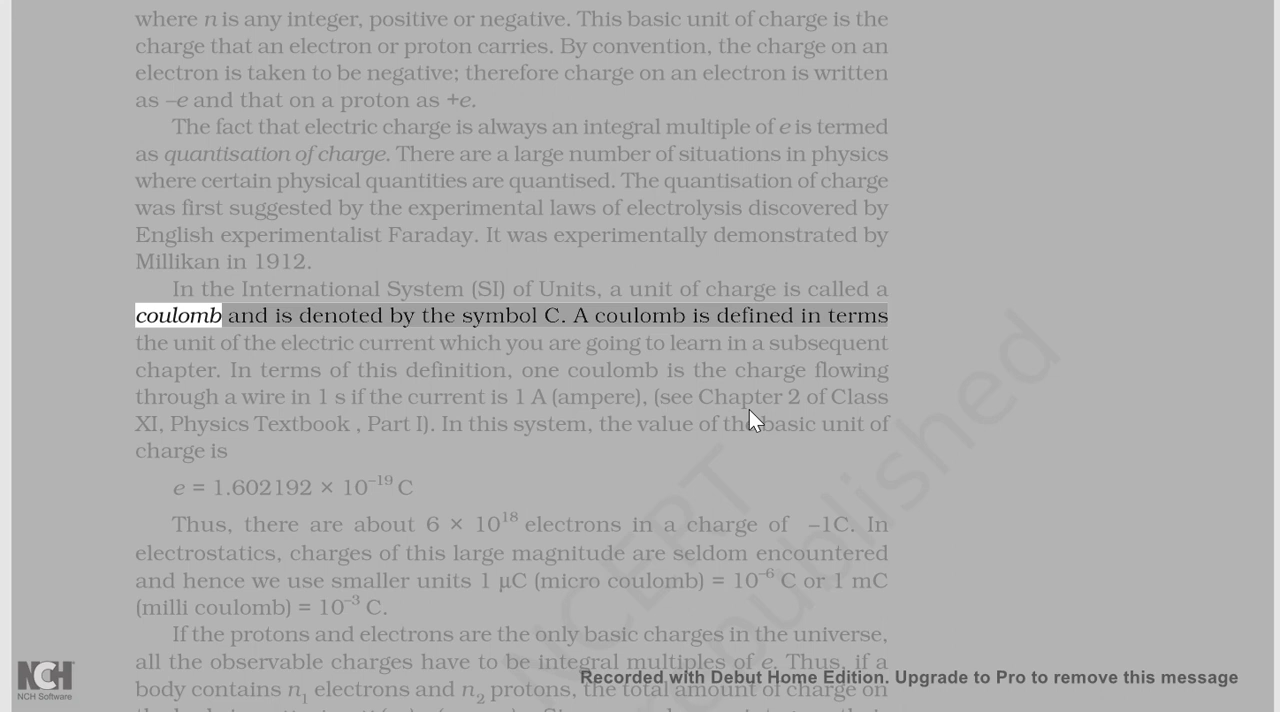 where n is any integer, positive or negative. This basic unit of charge is the
charge that an electron or proton carries. By convention, the charge on an
electron is taken to be negative; therefore charge on an electron is written
as –e and that on a proton as +e.
The fact that electric charge is always an integral multiple of e is termed
as quantisation of charge. There are a large number of situations in physics
where certain physical quantities are quantised. The quantisation of charge
was first suggested by the experimental laws of electrolysis discovered by
English experimentalist Faraday. It was experimentally demonstrated by
Millikan in 1912.
In the International System (SI) of Units, a unit of charge is called a
coulomb and is denoted by the symbol C. A coulomb is defined in terms
the unit of the electric current which you are going to learn in a subsequent
chapter. In terms of this definition, one coulomb is the charge flowing
through a wire in 1 s if the current is 1 A (ampere), (see Chapter 2 of Class
XI, Physics Textbook , Part I). In this system, the value of the basic unit of
charge is
e = 1.602192 × 10⁻¹⁹ C
Thus, there are about 6 × 10¹⁸ electrons in a charge of –1C. In
electrostatics, charges of this large magnitude are seldom encountered
and hence we use smaller units 1 μC (micro coulomb) = 10⁻⁶ C or 1 mC
(milli coulomb) = 10⁻³ C.
If the protons and electrons are the only basic charges in the universe,
all the observable charges have to be integral multiples of e. Thus, if a
body contains n₁ electrons and n₂ protons, the total amount of charge on
NCERT
published
NCH
NCH Software
Recorded with Debut Home Edition. Upgrade to Pro to remove this message